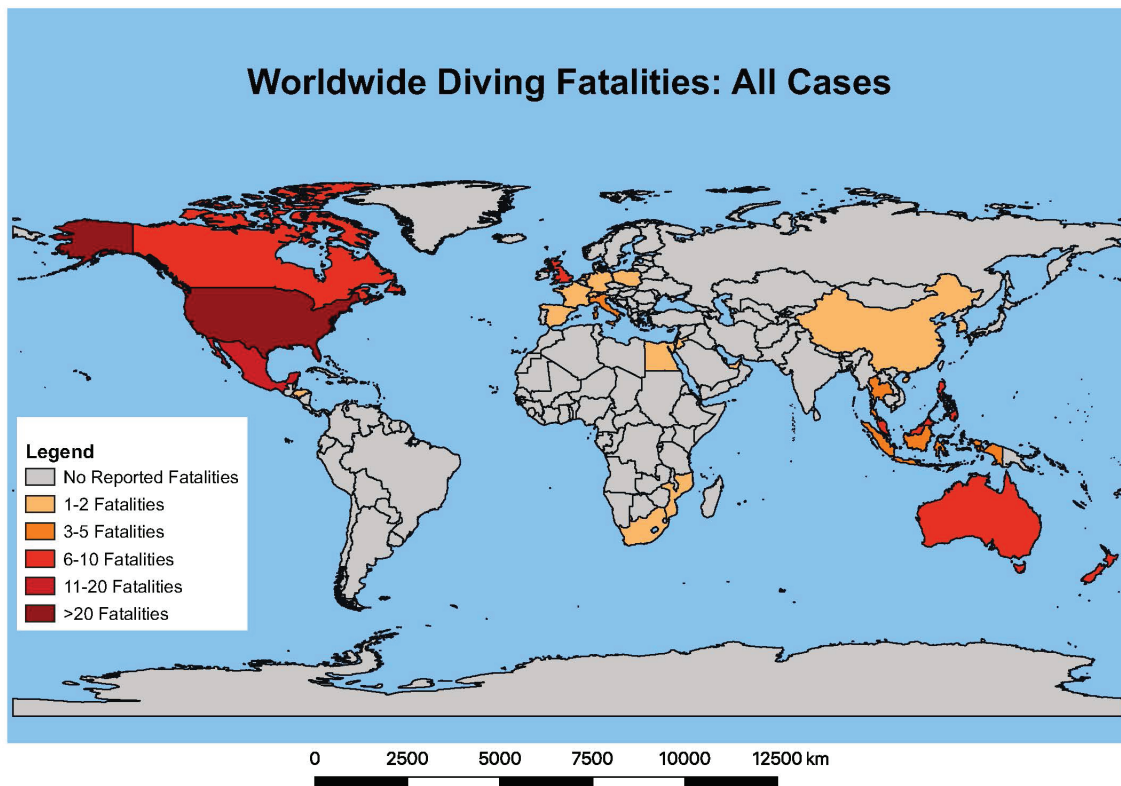 Worldwide Diving Fatalities: All Cases
Legend
No Reported Fatalities
1-2 Fatalities
3-5 Fatalities
6-10 Fatalities
11-20 Fatalities
>20 Fatalities
0 2500 5000 7500 10000 12500 km